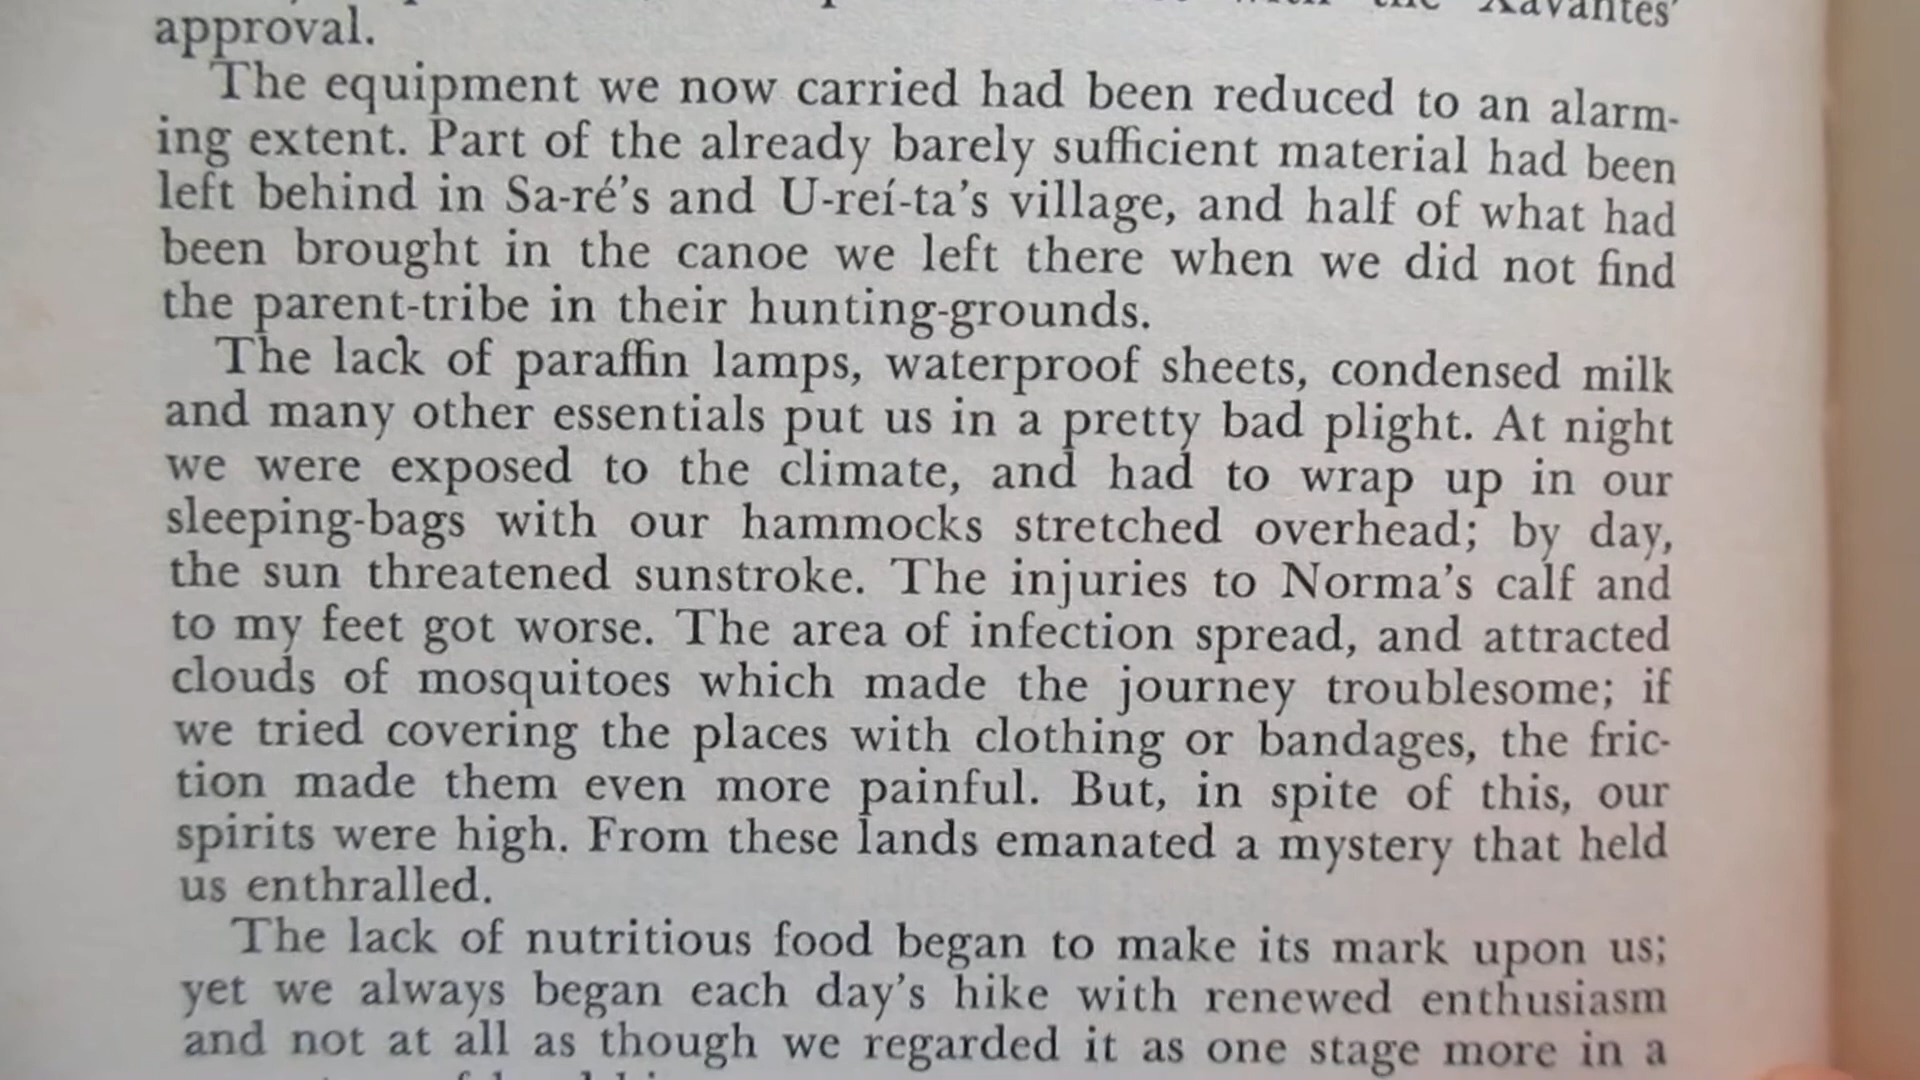 with the Xavantes'
approval.
The equipment we now carried had been reduced to an alarm-
ing extent. Part of the already barely sufficient material had been
left behind in Sa-ré's and U-reí-ta's village, and half of what had
been brought in the canoe we left there when we did not find
the parent-tribe in their hunting-grounds.
The lack of paraffin lamps, waterproof sheets, condensed milk
and many other essentials put us in a pretty bad plight. At night
we were exposed to the climate, and had to wrap up in our
sleeping-bags with our hammocks stretched overhead; by day,
the sun threatened sunstroke. The injuries to Norma's calf and
to my feet got worse. The area of infection spread, and attracted
clouds of mosquitoes which made the journey troublesome; if
we tried covering the places with clothing or bandages, the fric-
tion made them even more painful. But, in spite of this, our
spirits were high. From these lands emanated a mystery that held
us enthralled.
The lack of nutritious food began to make its mark upon us;
yet we always began each day's hike with renewed enthusiasm
and not at all as though we regarded it as one stage more in a